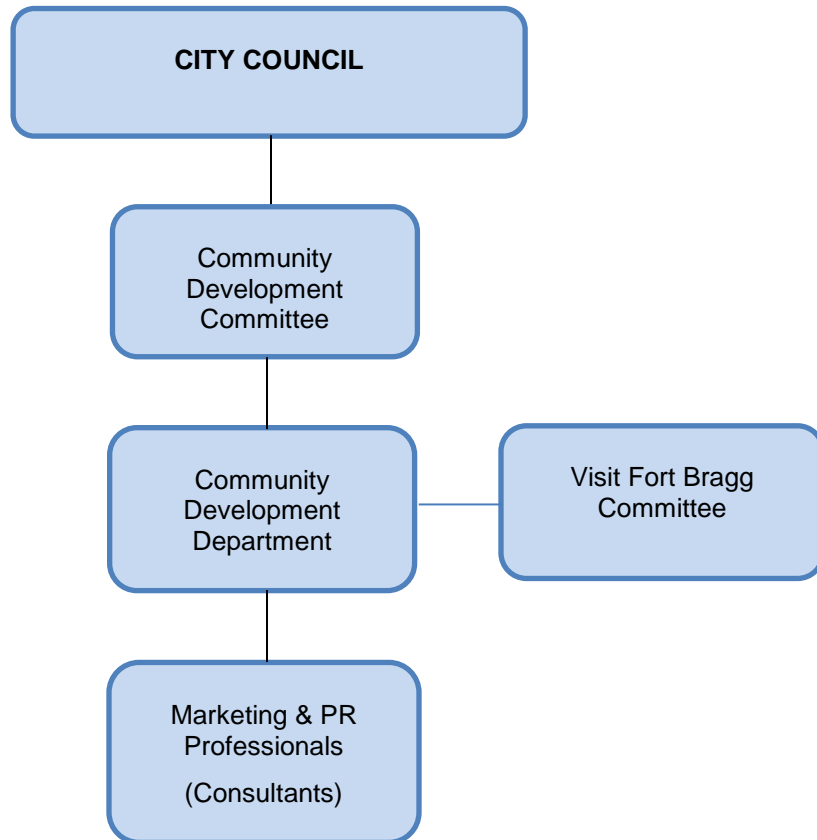 CITY COUNCIL
Community
Development
Committee
Community
Development
Department
Visit Fort Bragg
Committee
Marketing & PR
Professionals
(Consultants)